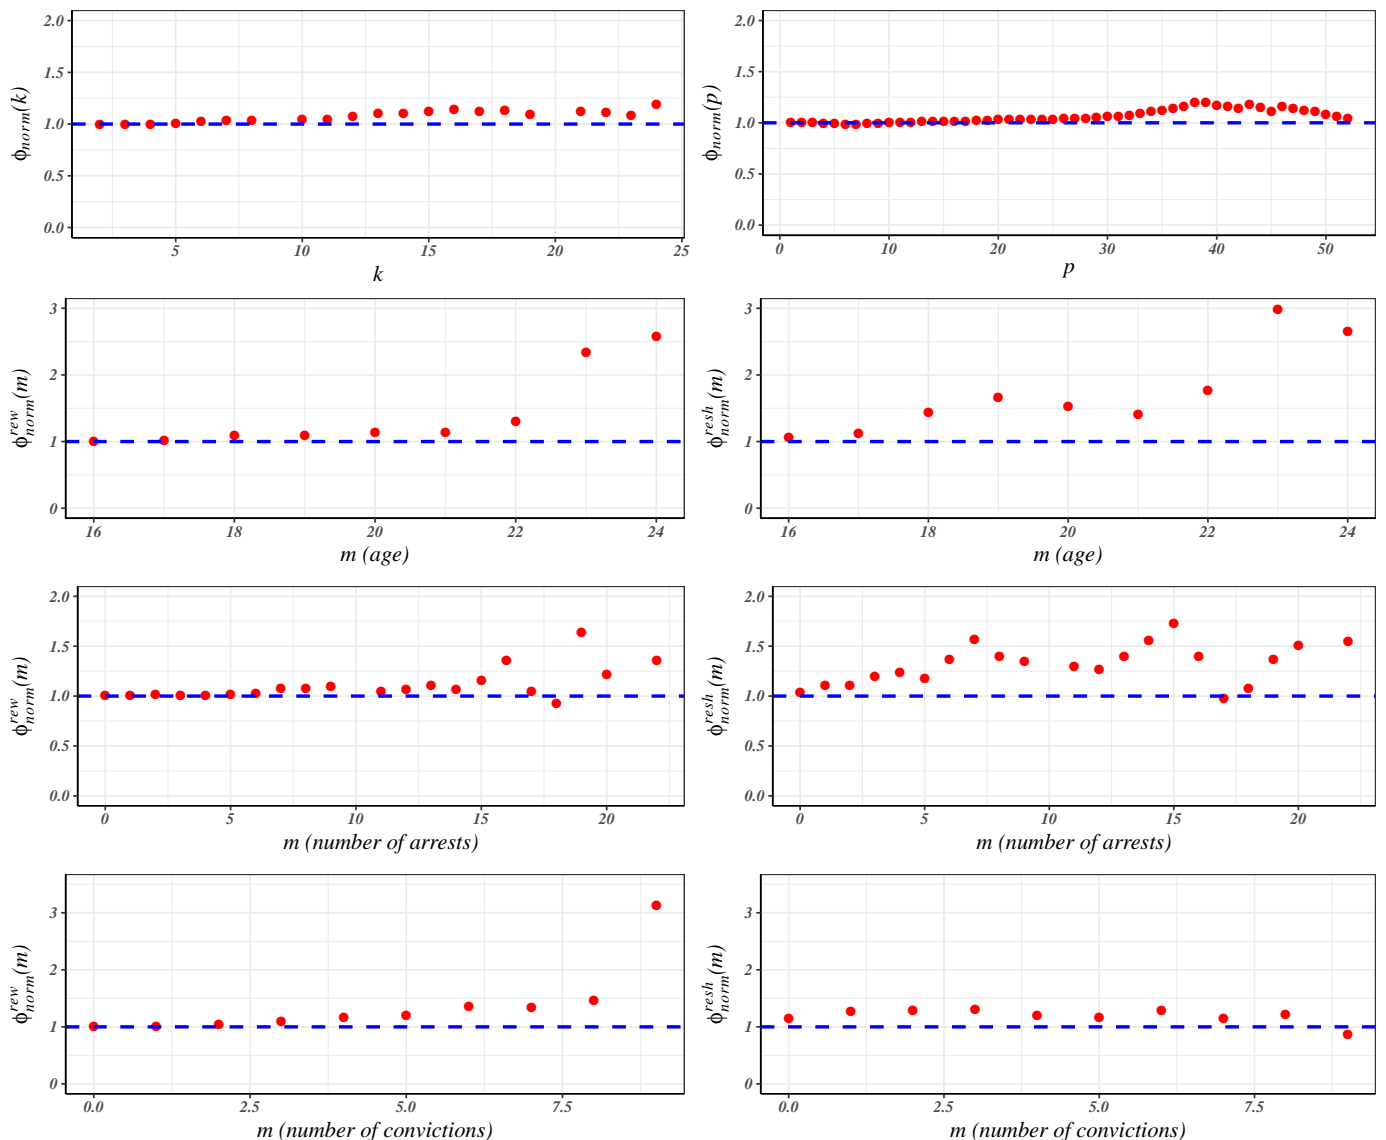 2.0
1.5
1.0
0.5
0.0
ϕnorm(k)
5 10 15 20 25
k
2.0
1.5
1.0
0.5
0.0
ϕnorm(p)
0 10 20 30 40 50
p
3
2
1
0
ϕ^rew_norm(m)
16 18 20 22 24
m (age)
3
2
1
0
ϕ^resh_norm(m)
16 18 20 22 24
m (age)
2.0
1.5
1.0
0.5
0.0
ϕ^rew_norm(m)
0 5 10 15 20
m (number of arrests)
2.0
1.5
1.0
0.5
0.0
ϕ^resh_norm(m)
0 5 10 15 20
m (number of arrests)
3
2
1
0
ϕ^rew_norm(m)
0.0 2.5 5.0 7.5
m (number of convictions)
3
2
1
0
ϕ^resh_norm(m)
0.0 2.5 5.0 7.5
m (number of convictions)